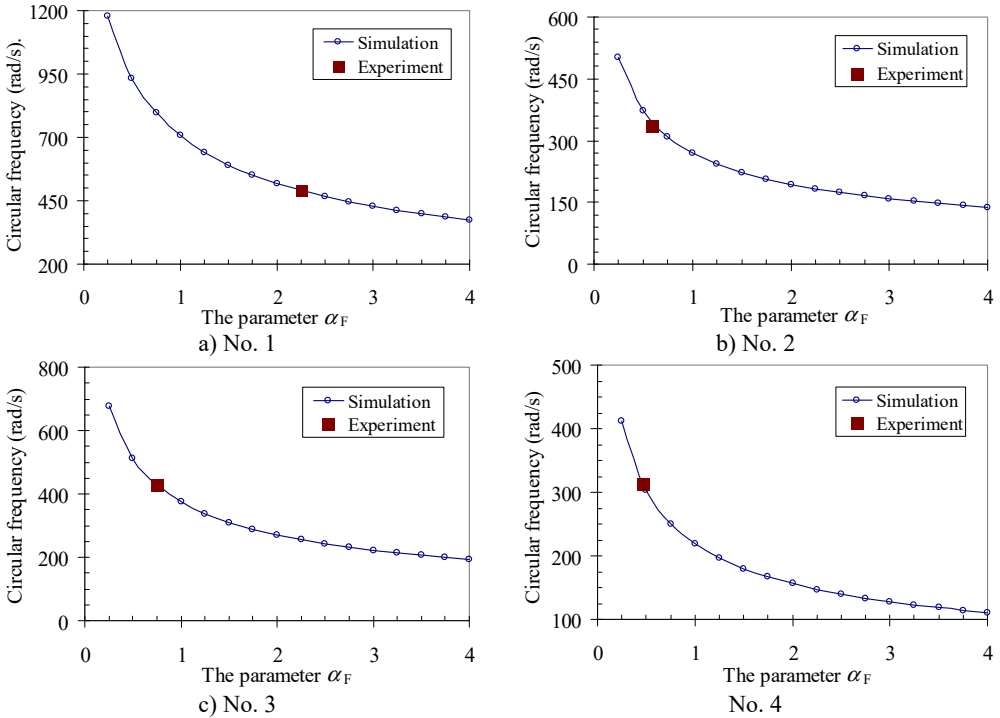 Circular frequency (rad/s).
1200
950
700
450
200
Simulation
Experiment
0 1 2 3 4
The parameter αF
a) No. 1
Circular frequency (rad/s)
600
450
300
150
0
Simulation
Experiment
0 1 2 3 4
The parameter αF
b) No. 2
Circular frequency (rad/s)
800
600
400
200
0
Simulation
Experiment
0 1 2 3 4
The parameter αF
c) No. 3
Circular frequency (rad/s)
500
400
300
200
100
Simulation
Experiment
0 1 2 3 4
The parameter αF
No. 4